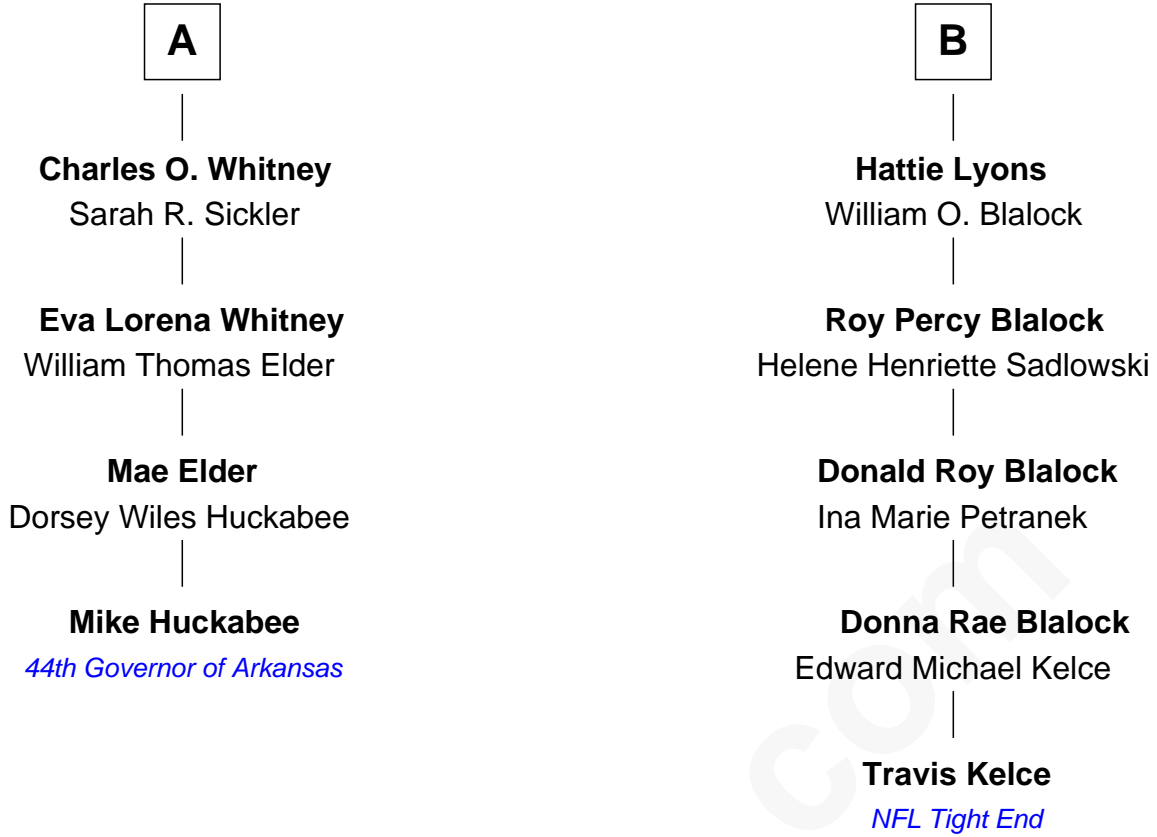 A
Charles O. Whitney
Sarah R. Sickler
Eva Lorena Whitney
William Thomas Elder
Mae Elder
Dorsey Wiles Huckabee
Mike Huckabee
44th Governor of Arkansas
B
Hattie Lyons
William O. Blalock
Roy Percy Blalock
Helene Henriette Sadlowski
Donald Roy Blalock
Ina Marie Petranek
Donna Rae Blalock
Edward Michael Kelce
Travis Kelce
NFL Tight End
com